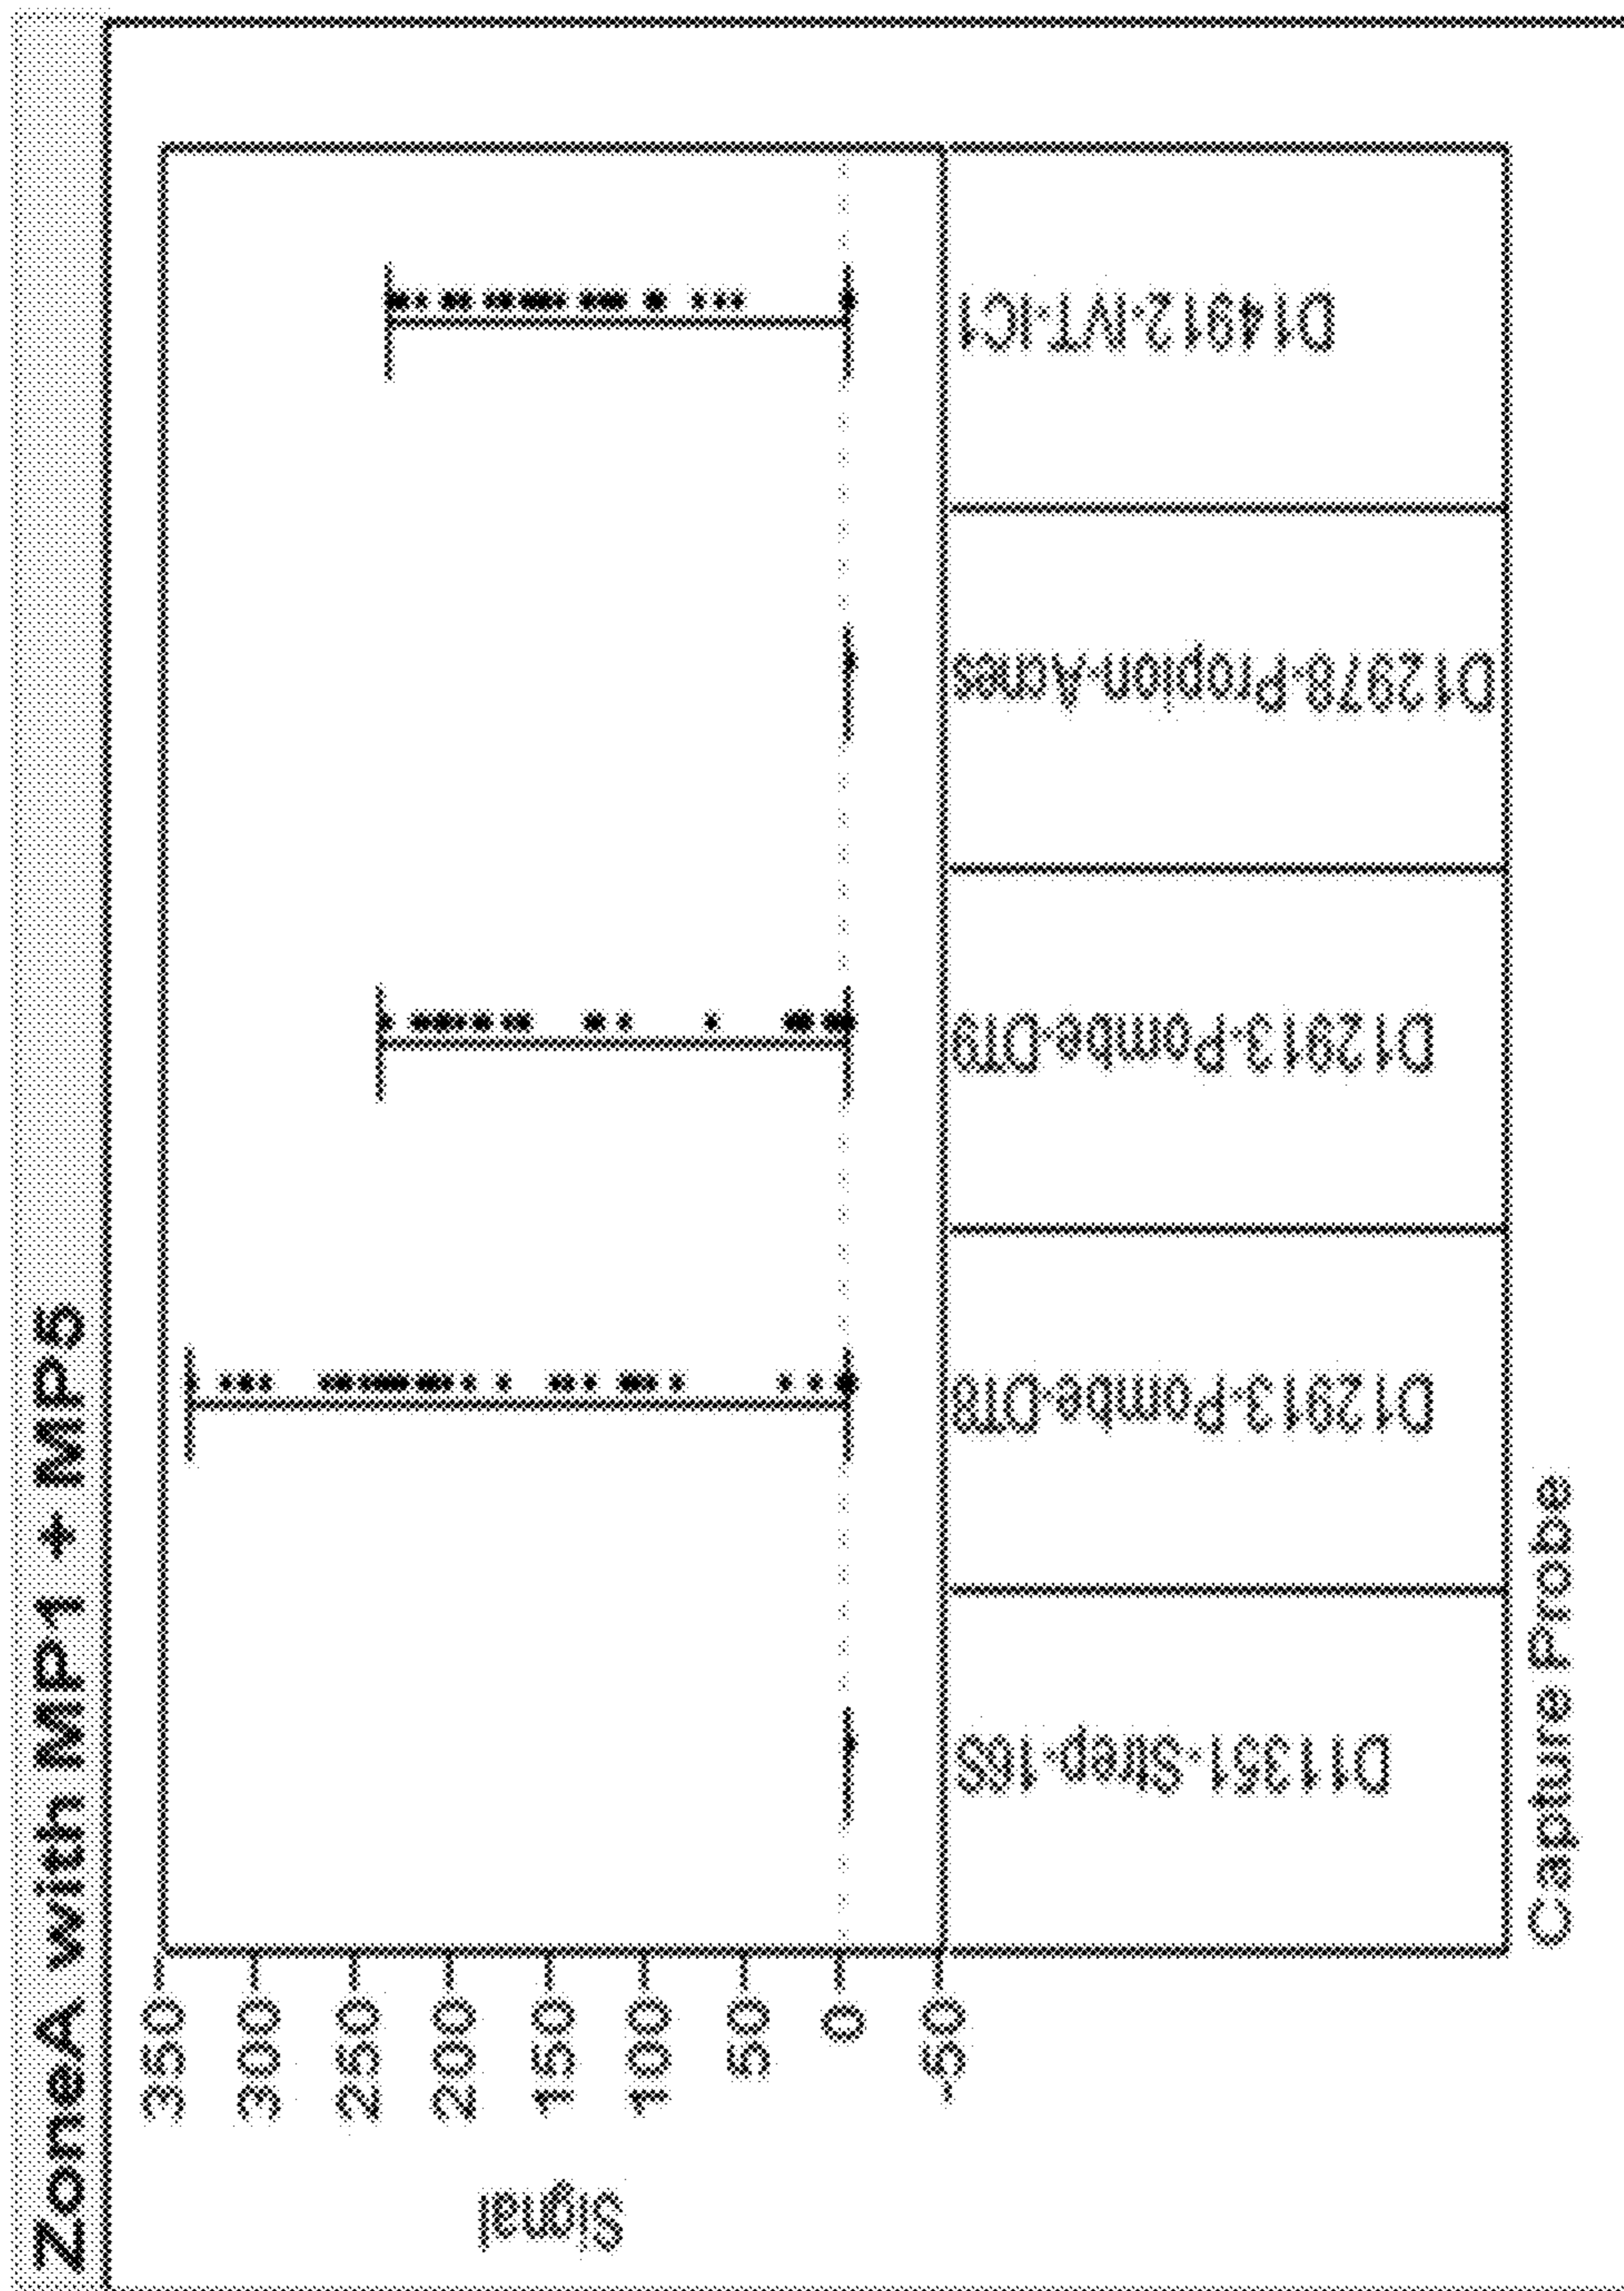 ZoneA with MP1 + MP5
350
300
250
200
150
100
50
0
-50
Signal
D11351-Strep-16S
D12913-Pombe-DT8
D12913-Pombe-DT9
D12978-Propion-Acnes
D14912-IVT-IC1
Capture Probe